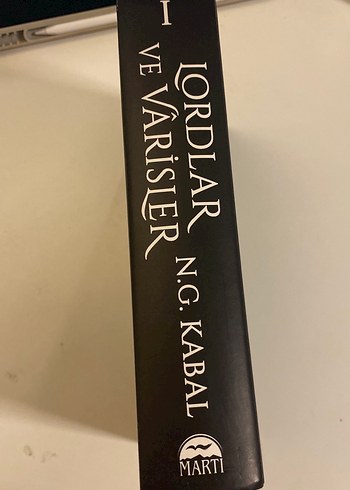 I
LORDLAR
VE VÂRİSLER
N.G. KABAL
MARTI